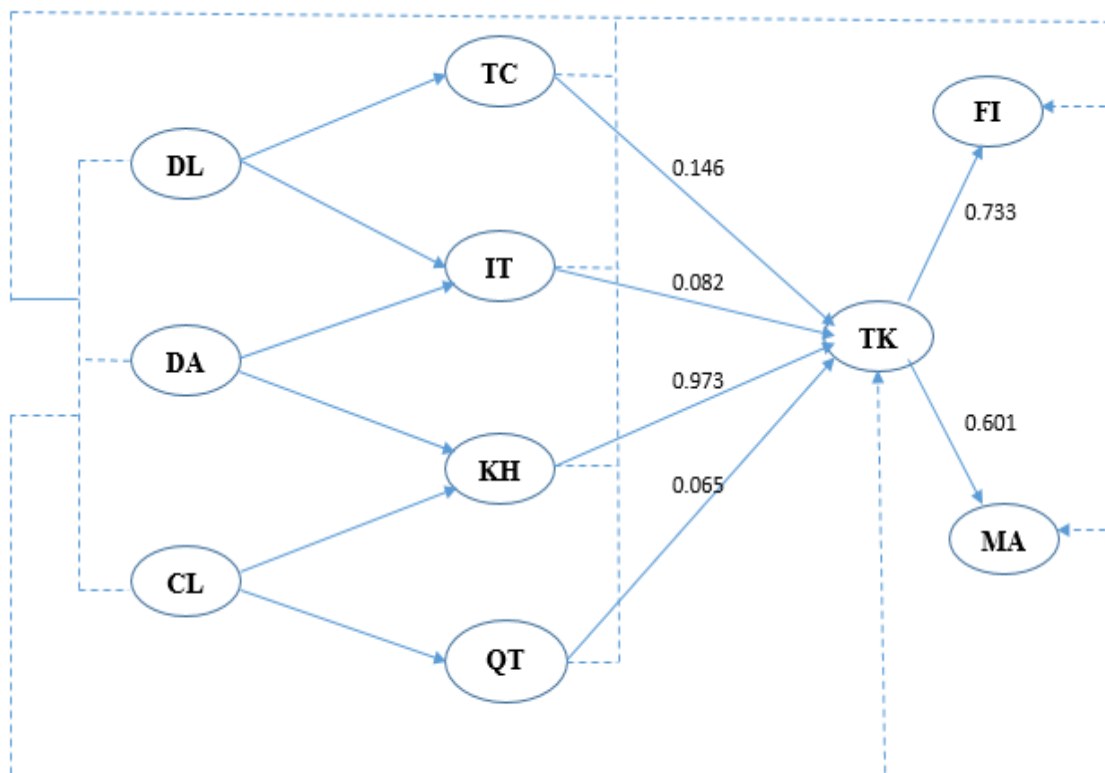 TC
FI
DL
0.146
0.733
IT
0.082
TK
DA
0.973
0.601
KH
0.065
MA
CL
QT